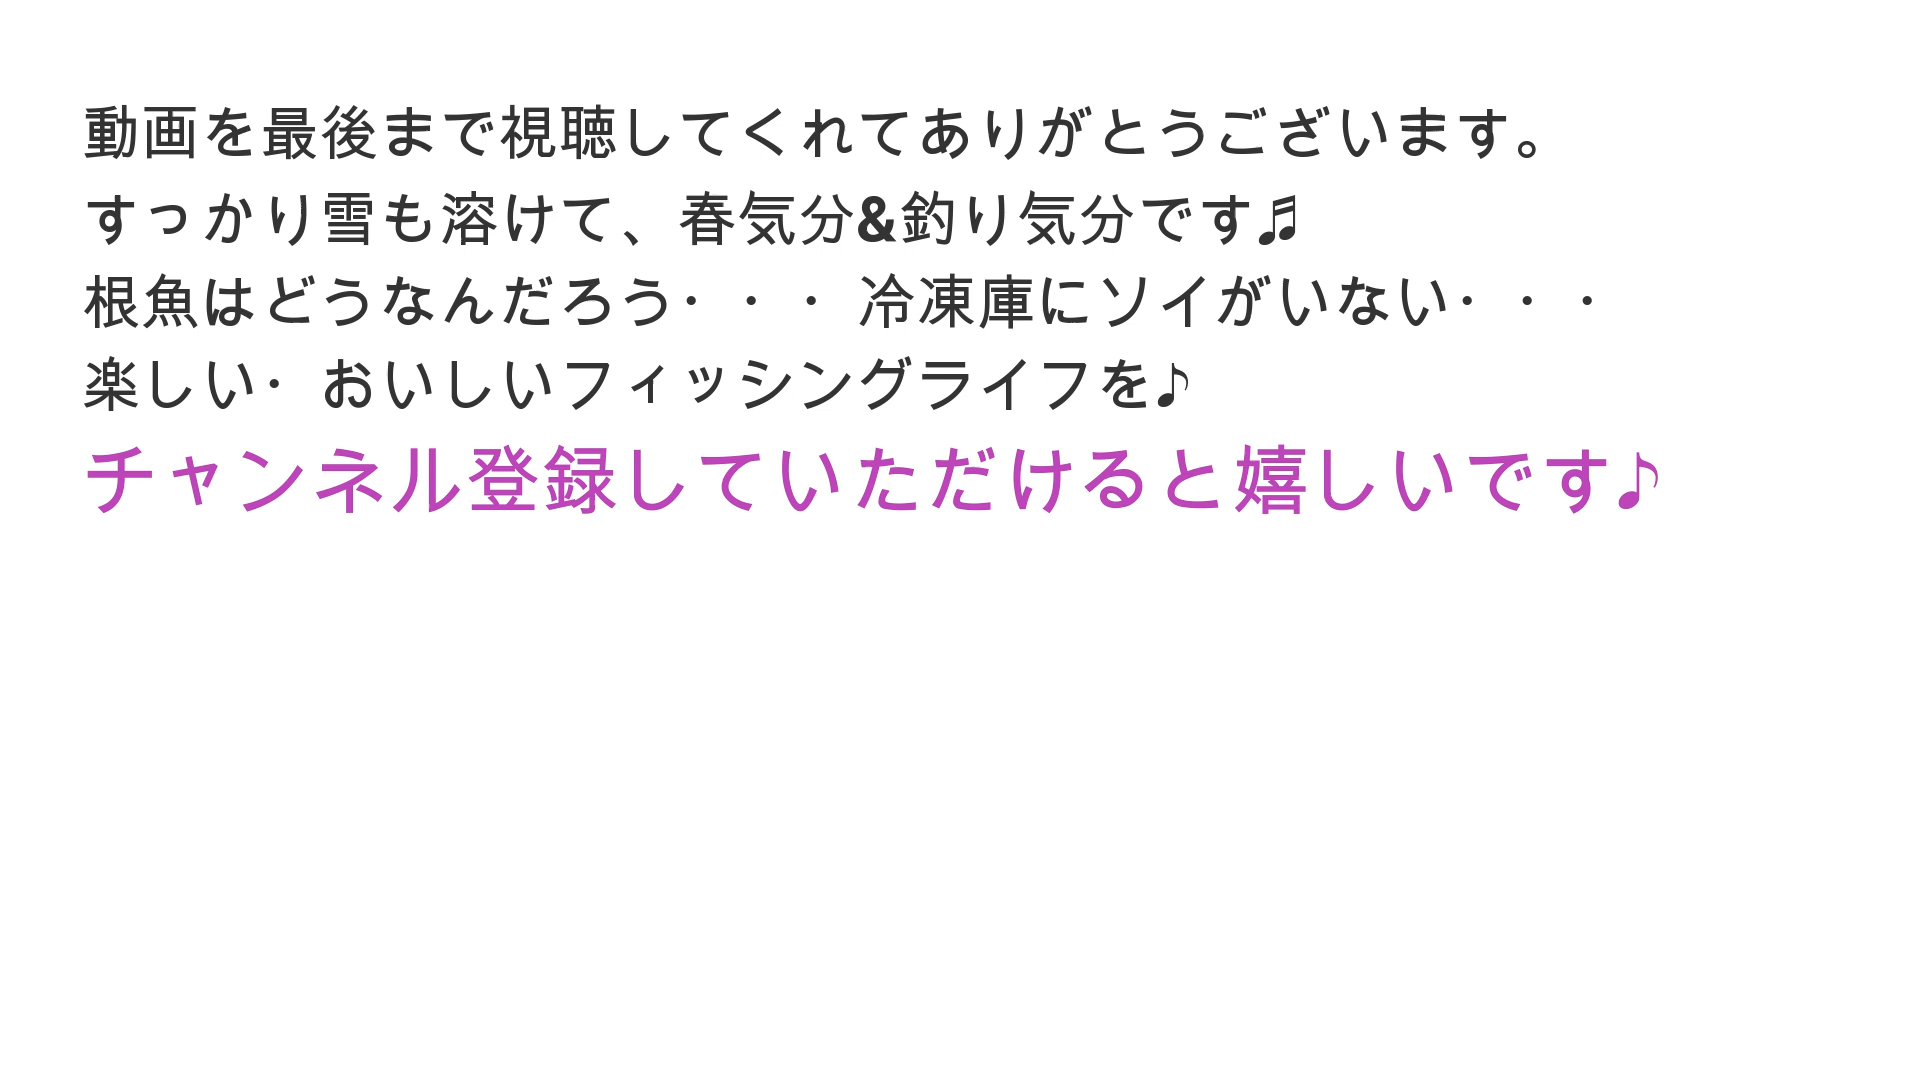 動画を最後まで視聴してくれてありがとうございます。
すっかり雪も溶けて、春気分&釣り気分です♬
根魚はどうなんだろう・・・冷凍庫にソイがいない・・・
楽しい・おいしいフィッシングライフを♪
チャンネル登録していただけると嬉しいです♪